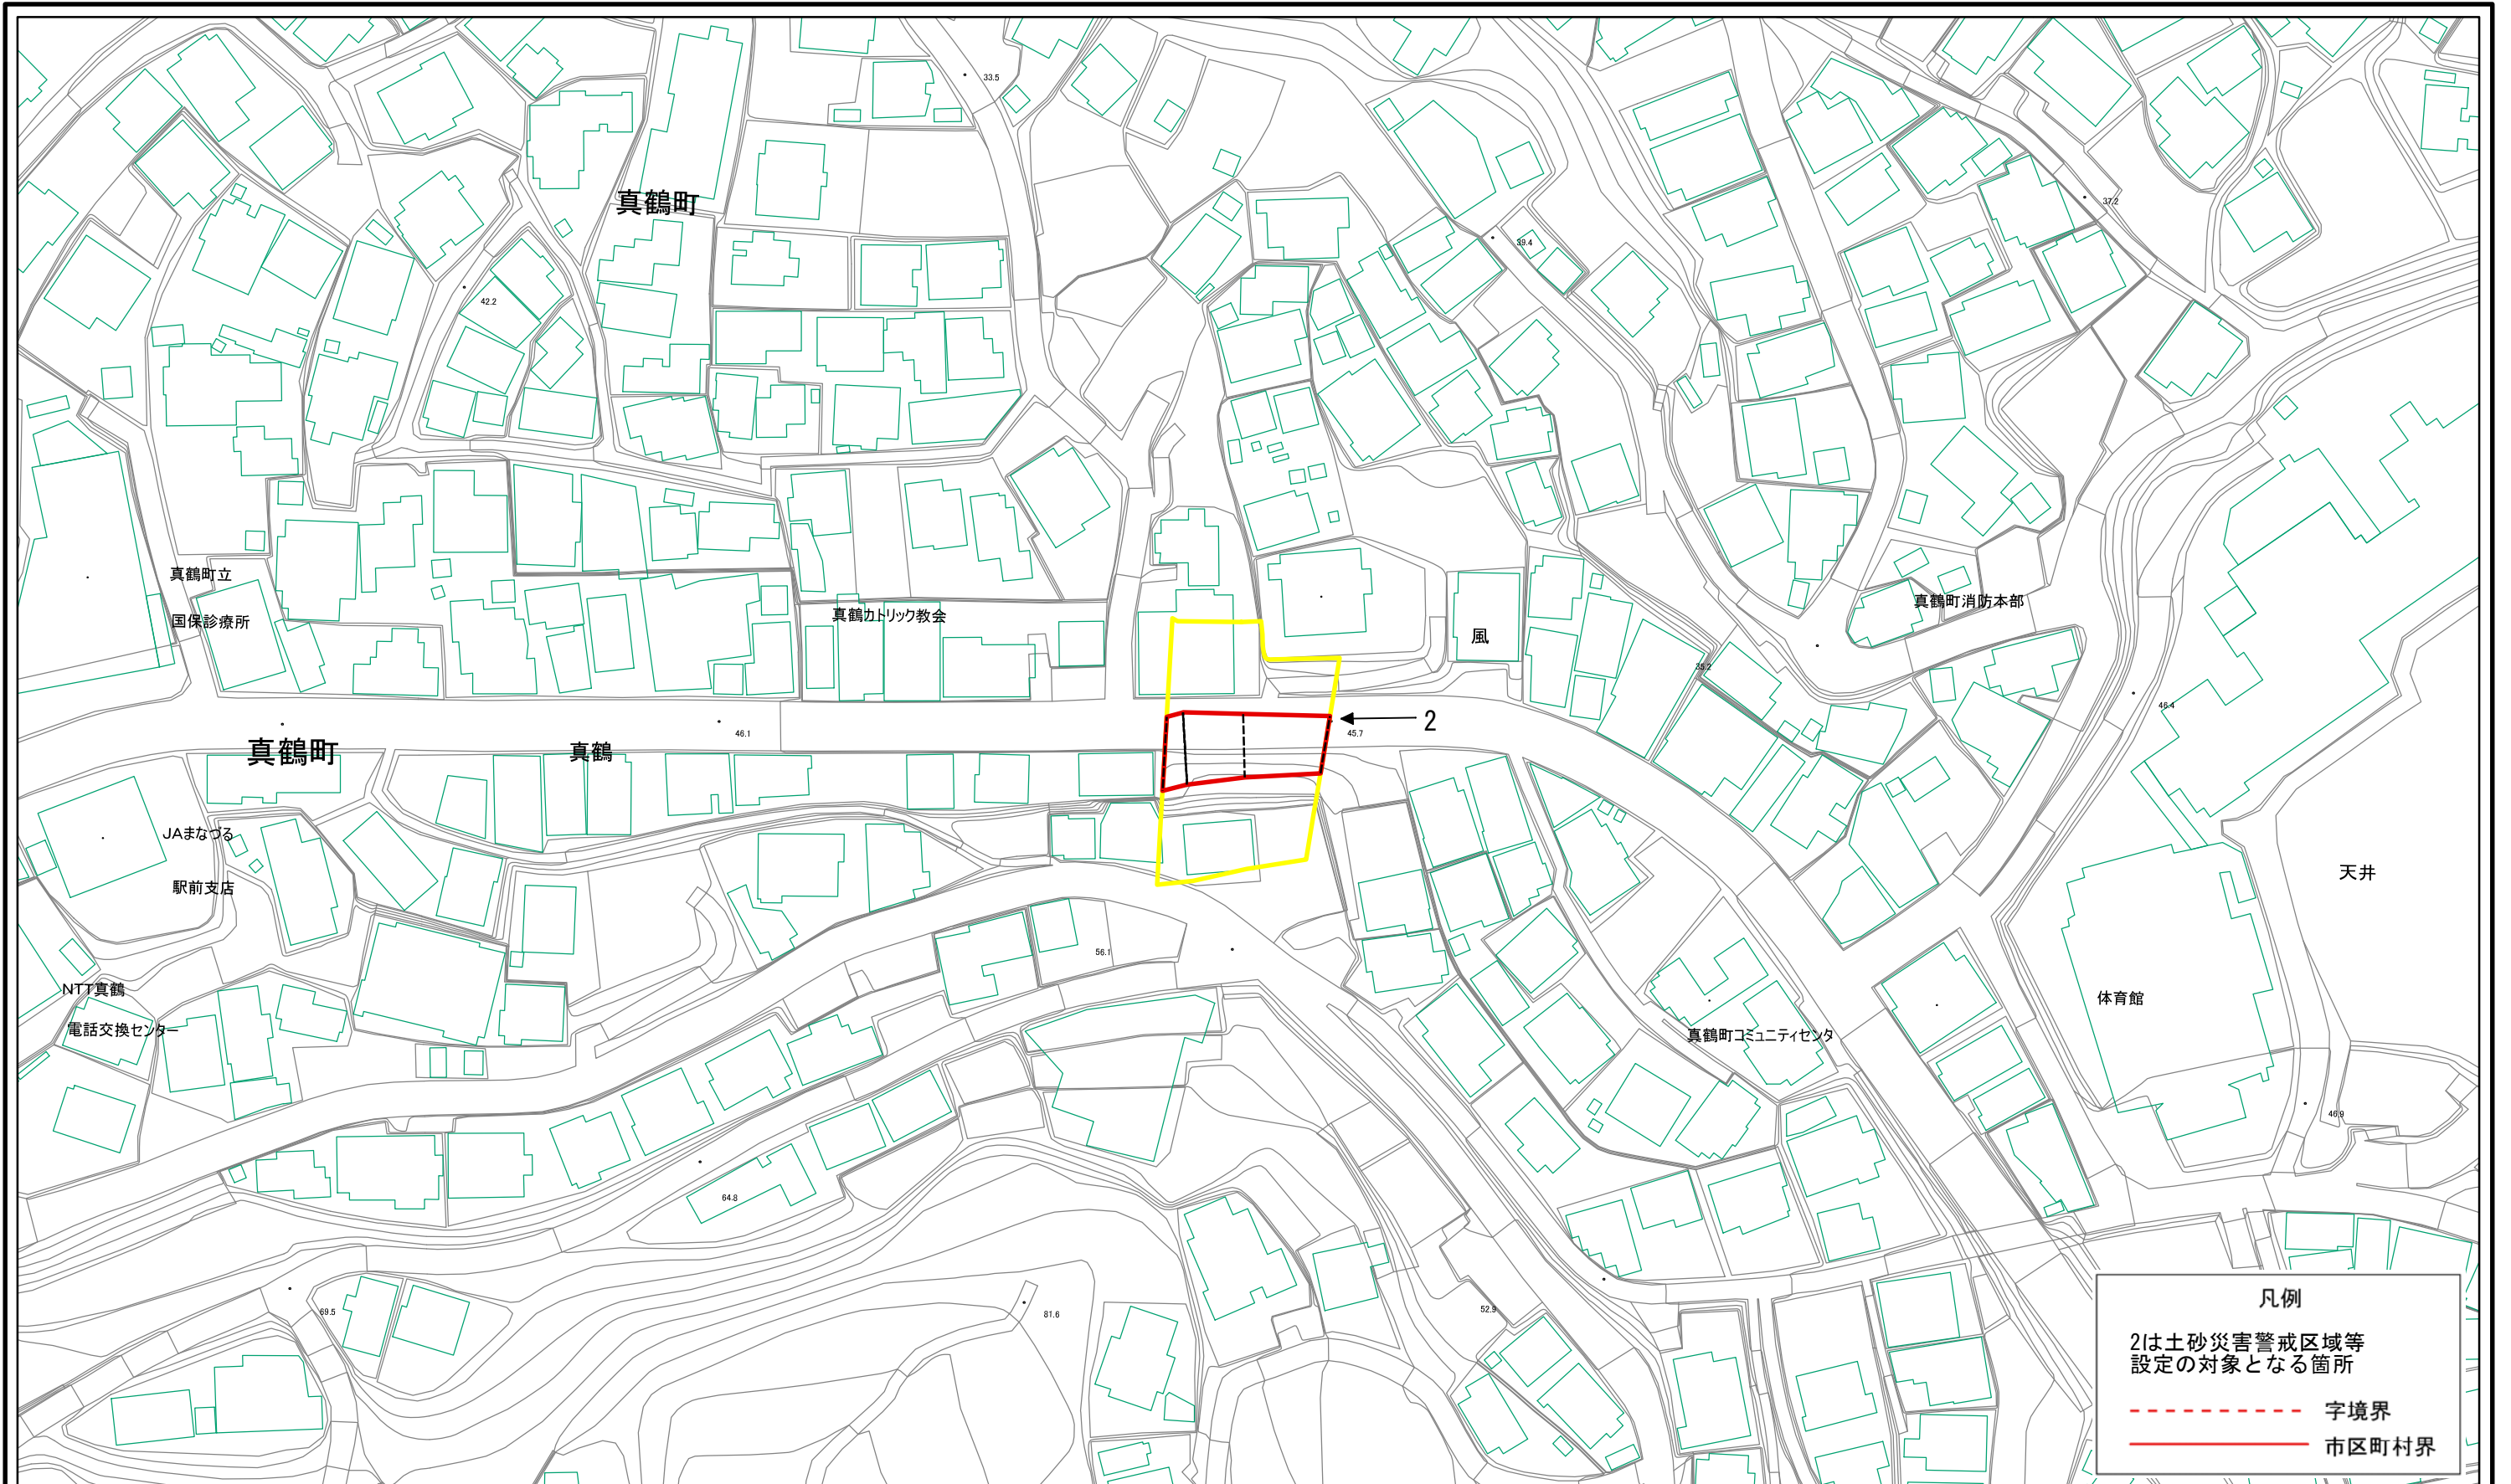 33.5
真鶴町
37.2
39.4
42.2
真鶴町立
国保診療所
真鶴カトリック教会
真鶴町消防本部
風
35.2
46.4
2
45.7
46.1
真鶴町
真鶴
JAまなづる
駅前支店
天井
56.1
NTT真鶴
電話交換センター
体育館
真鶴町コミュニティセンタ
46.9
64.8
69.5
81.6
52.9
凡例
2は土砂災害警戒区域等
設定の対象となる箇所
字境界
市区町村界